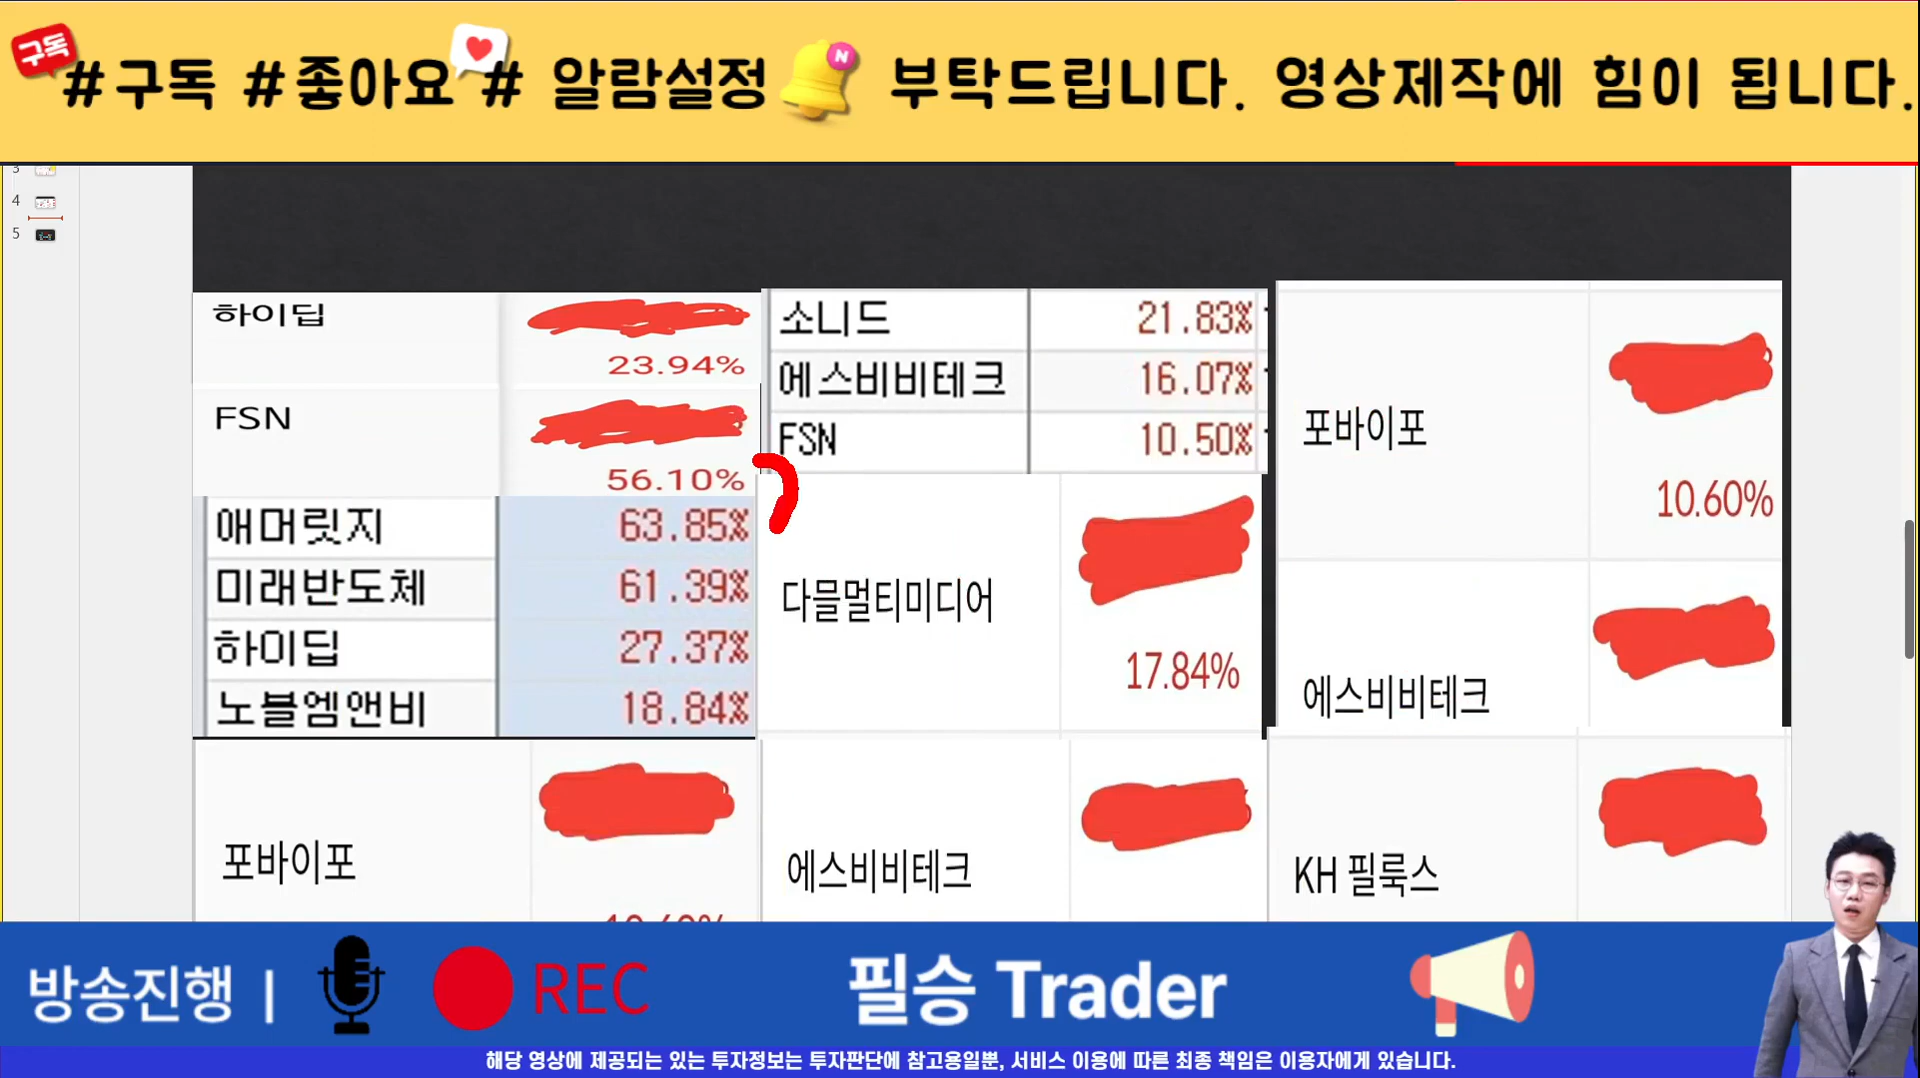 구독
#구독 #좋아요 # 알람설정 N 부탁드립니다. 영상제작에 힘이 됩니다.
3
4
5
하이딥
23.94%
FSN
56.10%
애머릿지 63.85%
미래반도체 61.39%
하이딥 27.37%
노블엠앤비 18.84%
소니드 21.83%
에스비비테크 16.07%
FSN 10.50%
다믈멀티미디어
17.84%
포바이포
10.60%
에스비비테크
포바이포
에스비비테크
KH 필룩스
방송진행 | REC 필승 Trader
해당 영상에 제공되는 있는 투자정보는 투자판단에 참고용일뿐, 서비스 이용에 따른 최종 책임은 이용자에게 있습니다.